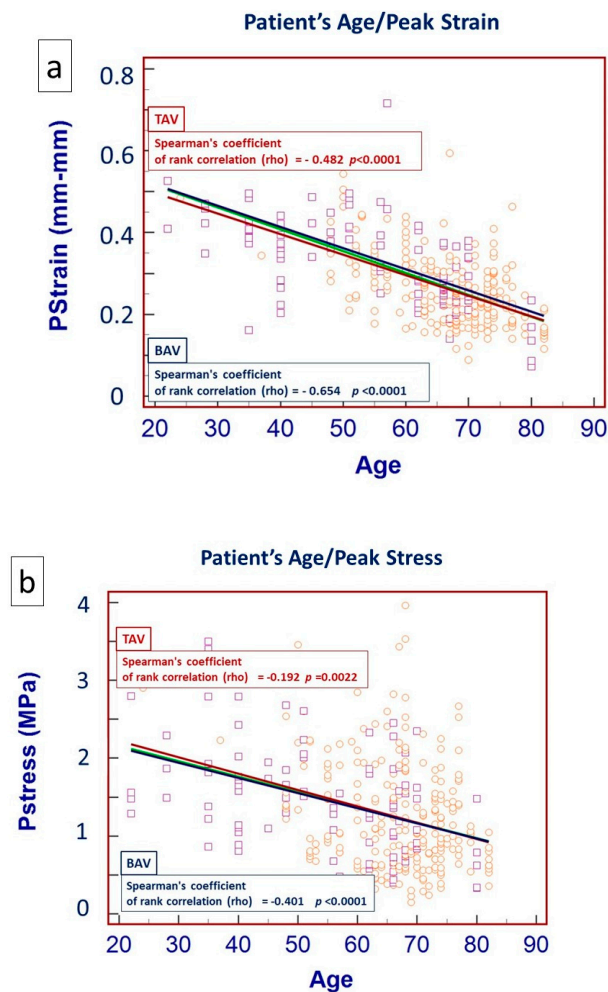 Patient's Age/Peak Strain
a
0.8
TAV
Spearman's coefficient
of rank correlation (rho) = - 0.482 p<0.0001
0.6
PStrain (mm-mm)
0.4
0.2
BAV
Spearman's coefficient
of rank correlation (rho) = - 0.654 p <0.0001
0
20 30 40 50 60 70 80 90
Age
Patient's Age/Peak Stress
b
4
TAV
Spearman's coefficient
of rank correlation (rho) = -0.192 p =0.0022
3
Pstress (MPa)
2
1
BAV
Spearman's coefficient
of rank correlation (rho) = -0.401 p <0.0001
0
20 30 40 50 60 70 80 90
Age